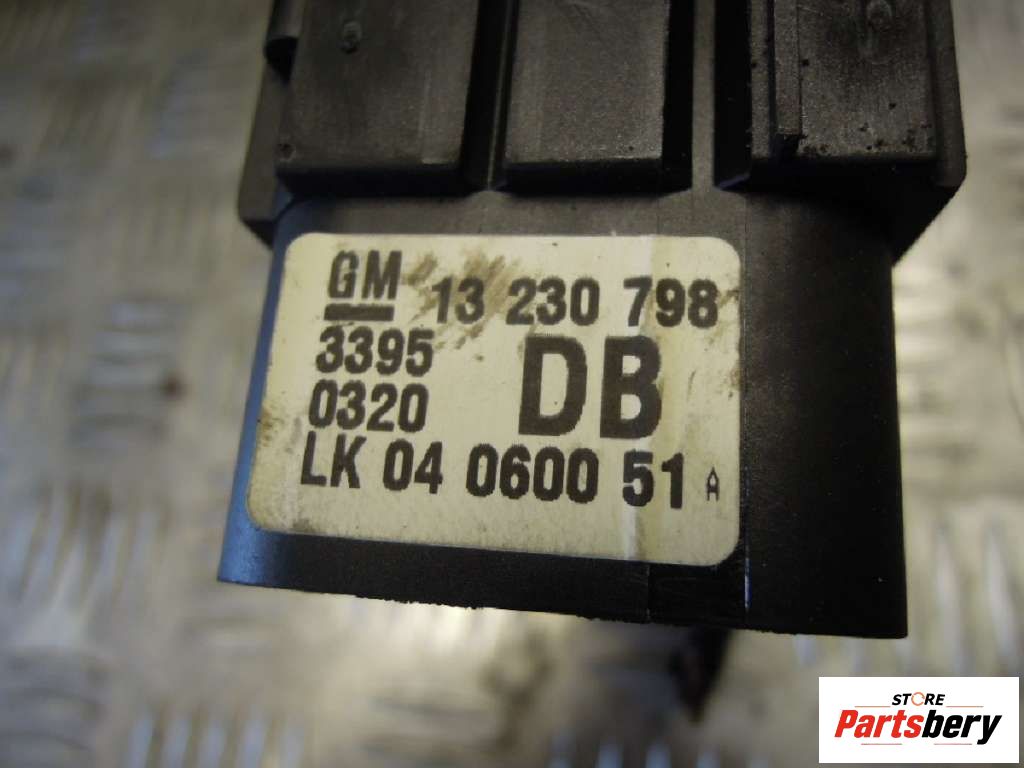 GM 13 230 798
3395
0320
DB
LK 04 0600 51 A
STORE
Partsbery